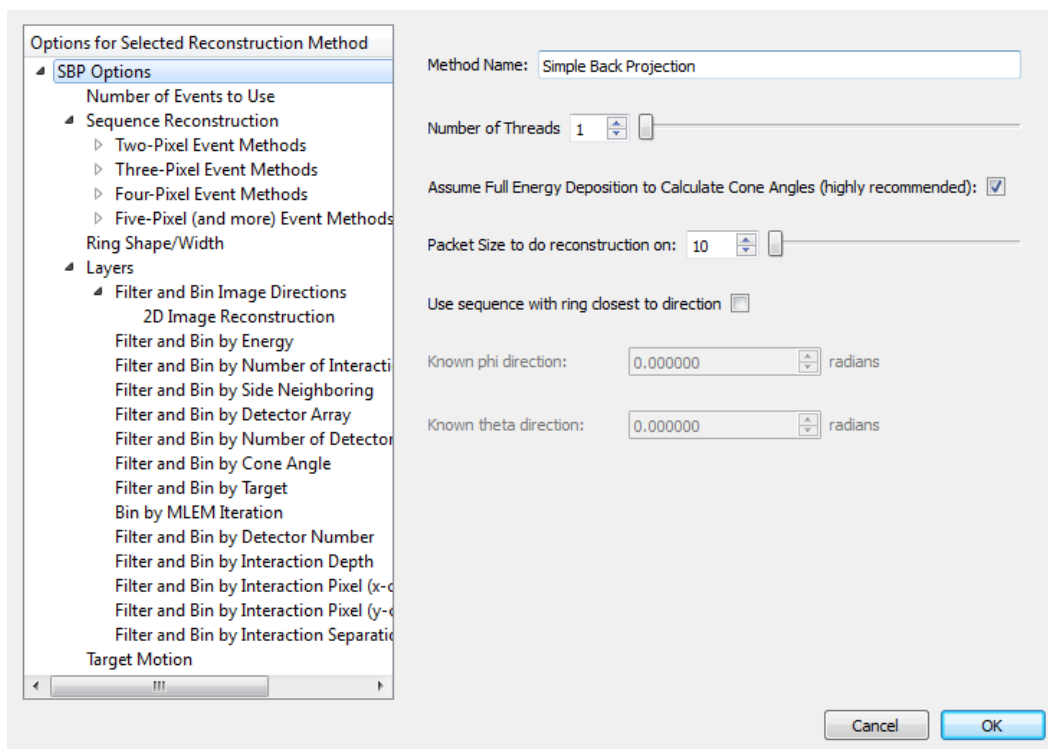 Options for Selected Reconstruction Method
SBP Options
Number of Events to Use
Sequence Reconstruction
Two-Pixel Event Methods
Three-Pixel Event Methods
Four-Pixel Event Methods
Five-Pixel (and more) Event Methods
Ring Shape/Width
Layers
Filter and Bin Image Directions
2D Image Reconstruction
Filter and Bin by Energy
Filter and Bin by Number of Interacti
Filter and Bin by Side Neighboring
Filter and Bin by Detector Array
Filter and Bin by Number of Detector
Filter and Bin by Cone Angle
Filter and Bin by Target
Bin by MLEM Iteration
Filter and Bin by Detector Number
Filter and Bin by Interaction Depth
Filter and Bin by Interaction Pixel (x-c
Filter and Bin by Interaction Pixel (y-c
Filter and Bin by Interaction Separatic
Target Motion
Method Name: Simple Back Projection
Number of Threads 1
Assume Full Energy Deposition to Calculate Cone Angles (highly recommended):
Packet Size to do reconstruction on: 10
Use sequence with ring closest to direction
Known phi direction: 0.000000 radians
Known theta direction: 0.000000 radians
Cancel OK